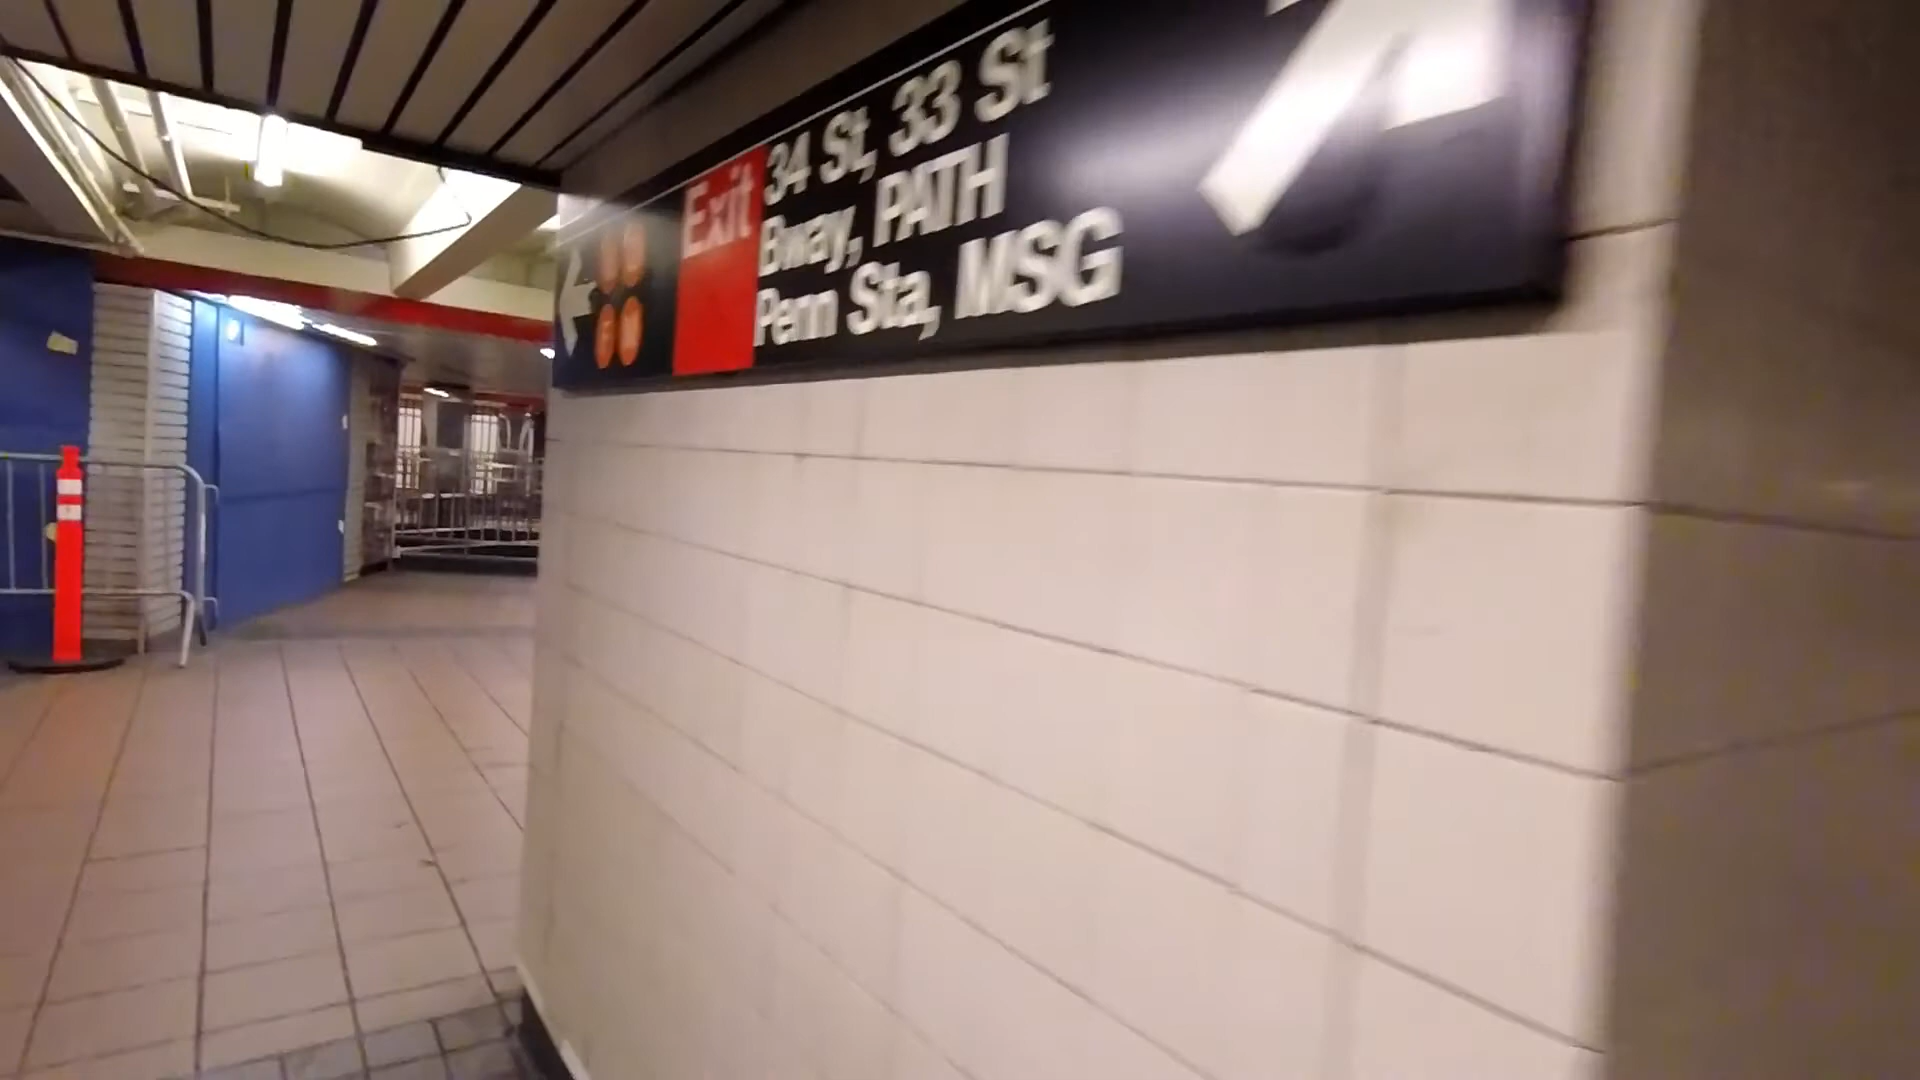 Exit
34 St, 33 St
Bway, PATH
Penn Sta, MSG